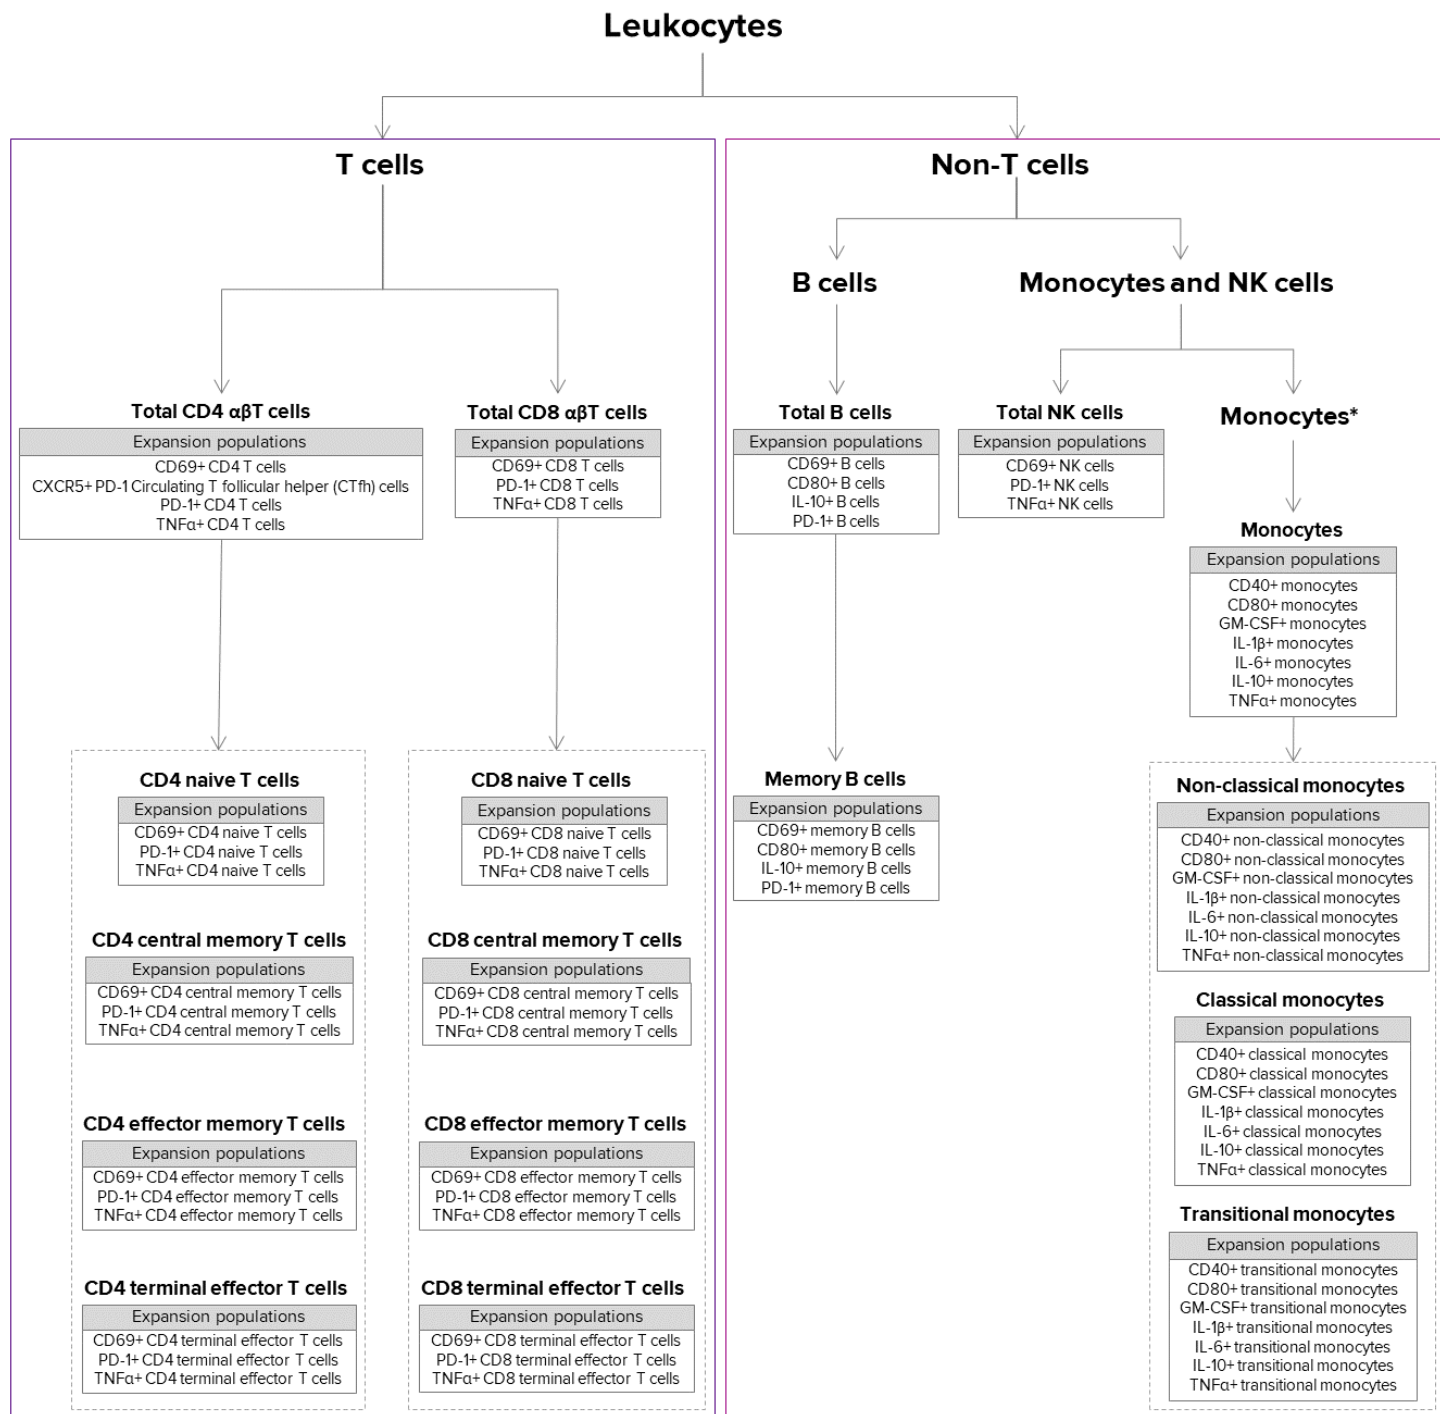 Leukocytes
T cells
Total CD4 αβT cells
Expansion populations
CD69+ CD4 T cells
CXCR5+ PD-1 Circulating T follicular helper (CTfh) cells
PD-1+ CD4 T cells
TNFα+ CD4 T cells
Total CD8 αβT cells
Expansion populations
CD69+ CD8 T cells
PD-1+ CD8 T cells
TNFα+ CD8 T cells
CD4 naive T cells
Expansion populations
CD69+ CD4 naive T cells
PD-1+ CD4 naive T cells
TNFα+ CD4 naive T cells
CD4 central memory T cells
Expansion populations
CD69+ CD4 central memory T cells
PD-1+ CD4 central memory T cells
TNFα+ CD4 central memory T cells
CD4 effector memory T cells
Expansion populations
CD69+ CD4 effector memory T cells
PD-1+ CD4 effector memory T cells
TNFα+ CD4 effector memory T cells
CD4 terminal effector T cells
Expansion populations
CD69+ CD4 terminal effector T cells
PD-1+ CD4 terminal effector T cells
TNFα+ CD4 terminal effector T cells
CD8 naive T cells
Expansion populations
CD69+ CD8 naive T cells
PD-1+ CD8 naive T cells
TNFα+ CD8 naive T cells
CD8 central memory T cells
Expansion populations
CD69+ CD8 central memory T cells
PD-1+ CD8 central memory T cells
TNFα+ CD8 central memory T cells
CD8 effector memory T cells
Expansion populations
CD69+ CD8 effector memory T cells
PD-1+ CD8 effector memory T cells
TNFα+ CD8 effector memory T cells
CD8 terminal effector T cells
Expansion populations
CD69+ CD8 terminal effector T cells
PD-1+ CD8 terminal effector T cells
TNFα+ CD8 terminal effector T cells
Non-T cells
B cells
Monocytes and NK cells
Total B cells
Expansion populations
CD69+ B cells
CD80+ B cells
IL-10+ B cells
PD-1+ B cells
Memory B cells
Expansion populations
CD69+ memory B cells
CD80+ memory B cells
IL-10+ memory B cells
PD-1+ memory B cells
Total NK cells
Expansion populations
CD69+ NK cells
PD-1+ NK cells
TNFα+ NK cells
Monocytes*
Monocytes
Expansion populations
CD40+ monocytes
CD80+ monocytes
GM-CSF+ monocytes
IL-1β+ monocytes
IL-6+ monocytes
IL-10+ monocytes
TNFα+ monocytes
Non-classical monocytes
Expansion populations
CD40+ non-classical monocytes
CD80+ non-classical monocytes
GM-CSF+ non-classical monocytes
IL-1β+ non-classical monocytes
IL-6+ non-classical monocytes
IL-10+ non-classical monocytes
TNFα+ non-classical monocytes
Classical monocytes
Expansion populations
CD40+ classical monocytes
CD80+ classical monocytes
GM-CSF+ classical monocytes
IL-1β+ classical monocytes
IL-6+ classical monocytes
IL-10+ classical monocytes
TNFα+ classical monocytes
Transitional monocytes
Expansion populations
CD40+ transitional monocytes
CD80+ transitional monocytes
GM-CSF+ transitional monocytes
IL-1β+ transitional monocytes
IL-6+ transitional monocytes
IL-10+ transitional monocytes
TNFα+ transitional monocytes